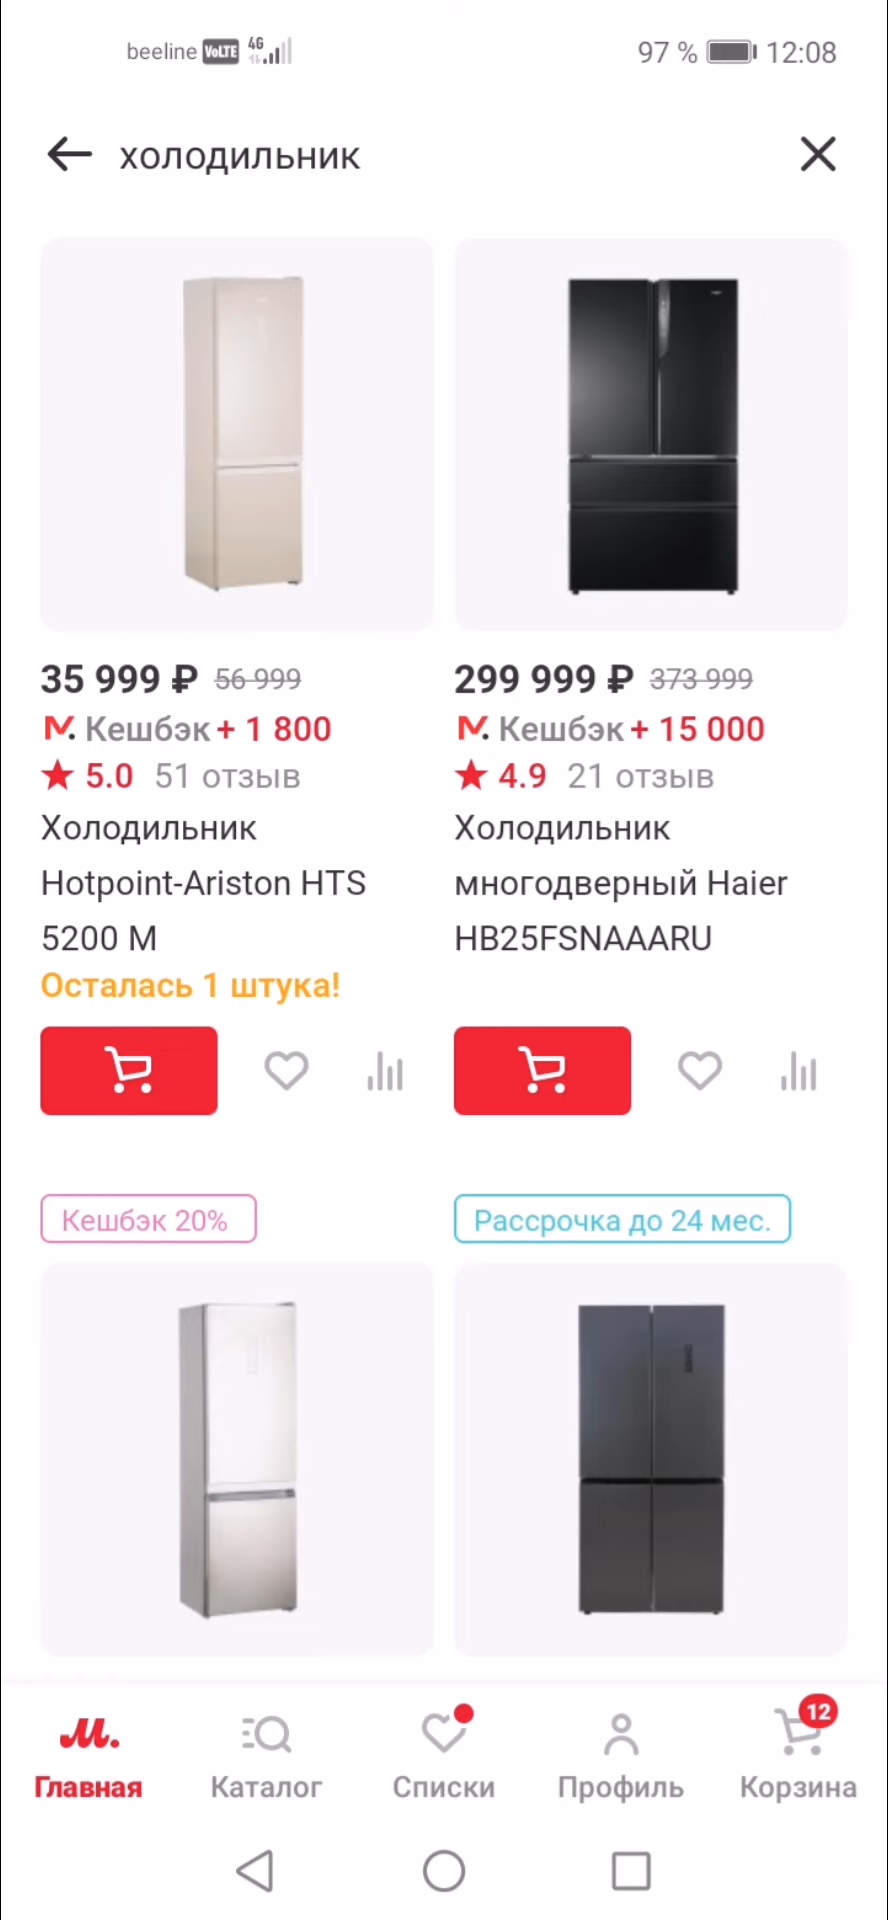 beeline VoLTE 4G 97 % 12:08
холодильник
35 999 ₽ 56 999
Кешбэк + 1 800
5.0 51 отзыв
Холодильник
Hotpoint-Ariston HTS
5200 M
Осталась 1 штука!
299 999 ₽ 373 999
Кешбэк + 15 000
4.9 21 отзыв
Холодильник
многодверный Haier
HB25FSNAAARU
Кешбэк 20%
Рассрочка до 24 мес.
м.
Главная
Каталог
Списки
Профиль
12
Корзина